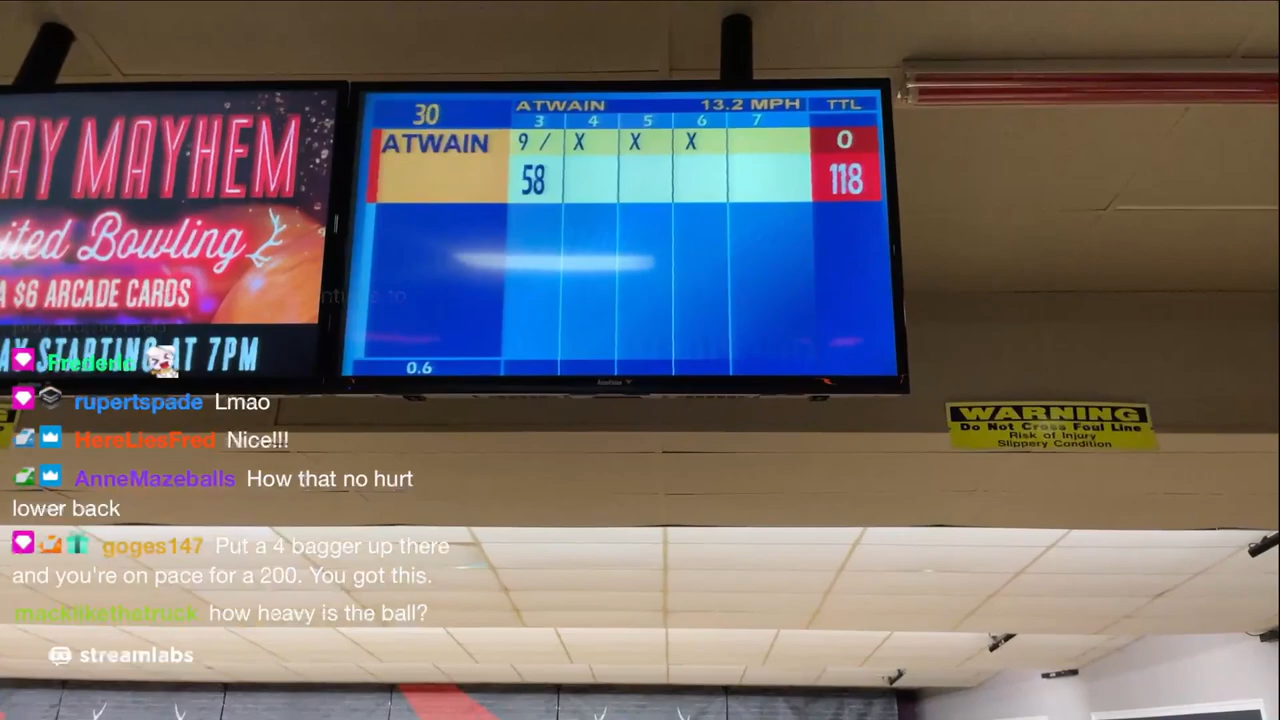 AY MAYHEM
ited Bowling
A $6 ARCADE CARDS
AY STARTING AT 7PM
30 ATWAIN 13.2 MPH TTL
3 4 5 6 7
ATWAIN 9 / X X X 0
58 118
0.6
WARNING
Do Not Cross Foul Line
Risk of Injury
Slippery Condition
Frederic
rupertspade Lmao
HereLiesFred Nice!!!
AnneMazeballs How that no hurt
lower back
goges147 Put a 4 bagger up there
and you're on pace for a 200. You got this.
macklikethetruck how heavy is the ball?
streamlabs